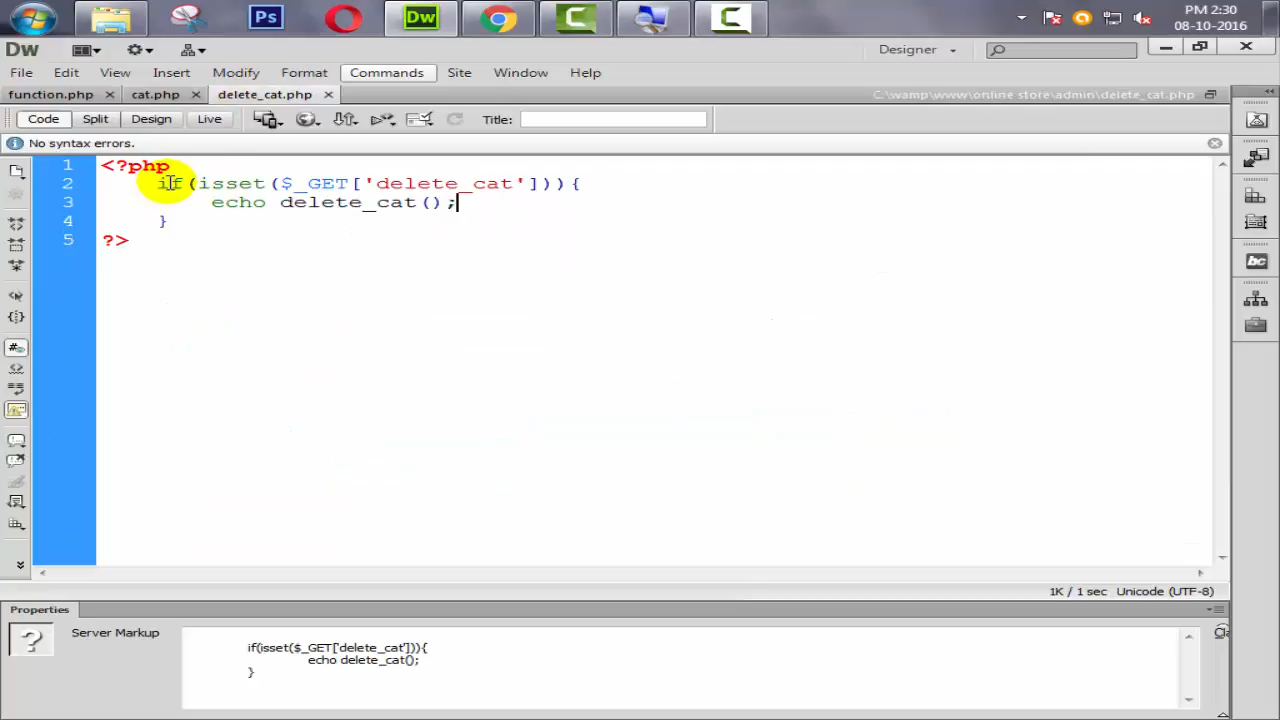 Ps
Dw
PM 2:30
08-10-2016
Dw
Designer
File Edit View Insert Modify Format Commands Site Window Help
function.php × cat.php × delete_cat.php ×
C:\wamp\www\online store\admin\delete_cat.php
Code Split Design Live Title:
No syntax errors.
1 <?php
2 if(isset($_GET['delete_cat'])){
3 echo delete_cat();
4 }
5 ?>
bc
1K / 1 sec Unicode (UTF-8)
Properties
Server Markup
if(isset($_GET['delete_cat'])){
echo delete_cat();
}